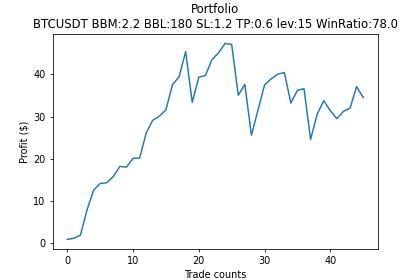 Portfolio
BTCUSDT BBM:2.2 BBL:180 SL:1.2 TP:0.6 lev:15 WinRatio:78.0
40
30
20
10
0
Profit ($)
0 10 20 30 40
Trade counts